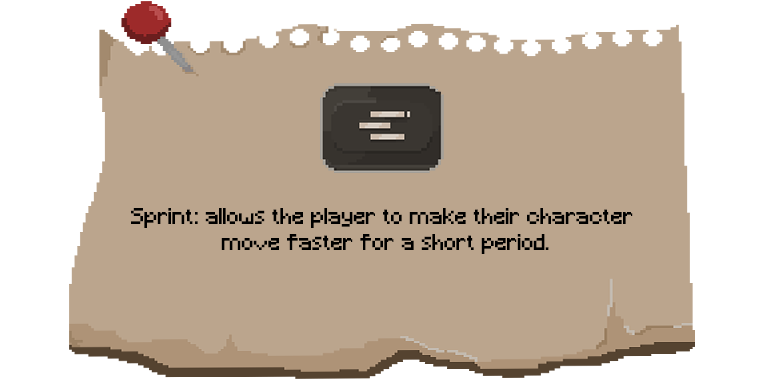 Sprint: allows the player to make their character
move faster for a short period.